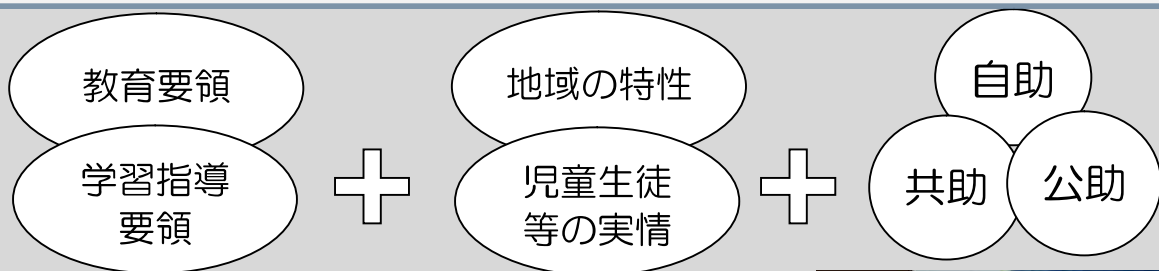 教育要領
学習指導
要領
地域の特性
児童生徒
等の実情
自助
共助
公助